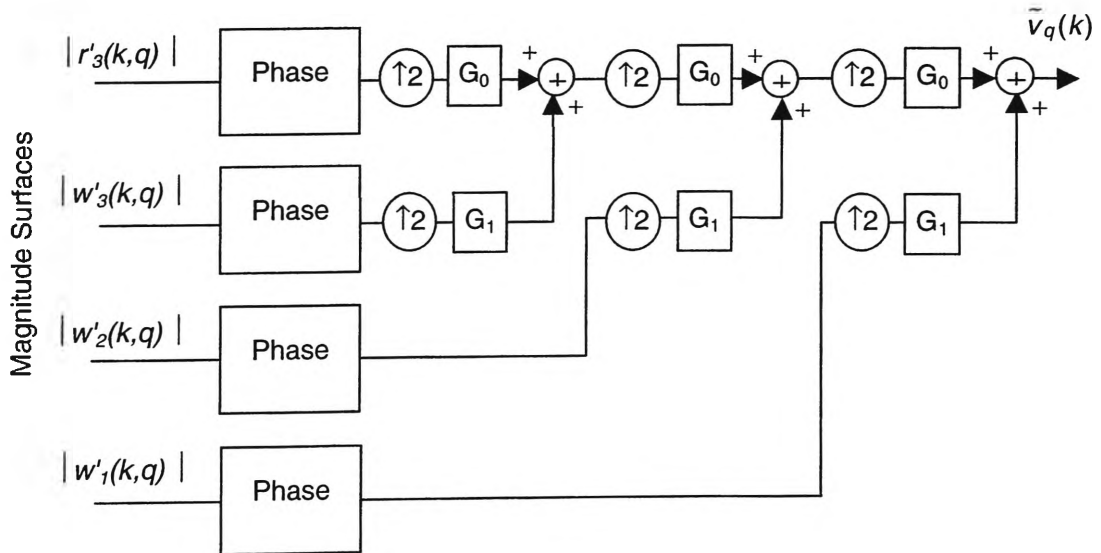 ṽq(k)
|r'3(k,q)| Phase ↑2 G0 + + + ↑2 G0 + + + ↑2 G0 + + +
Magnitude Surfaces
|w'3(k,q)| Phase ↑2 G1 ↑2 G1 ↑2 G1
|w'2(k,q)| Phase
|w'1(k,q)| Phase